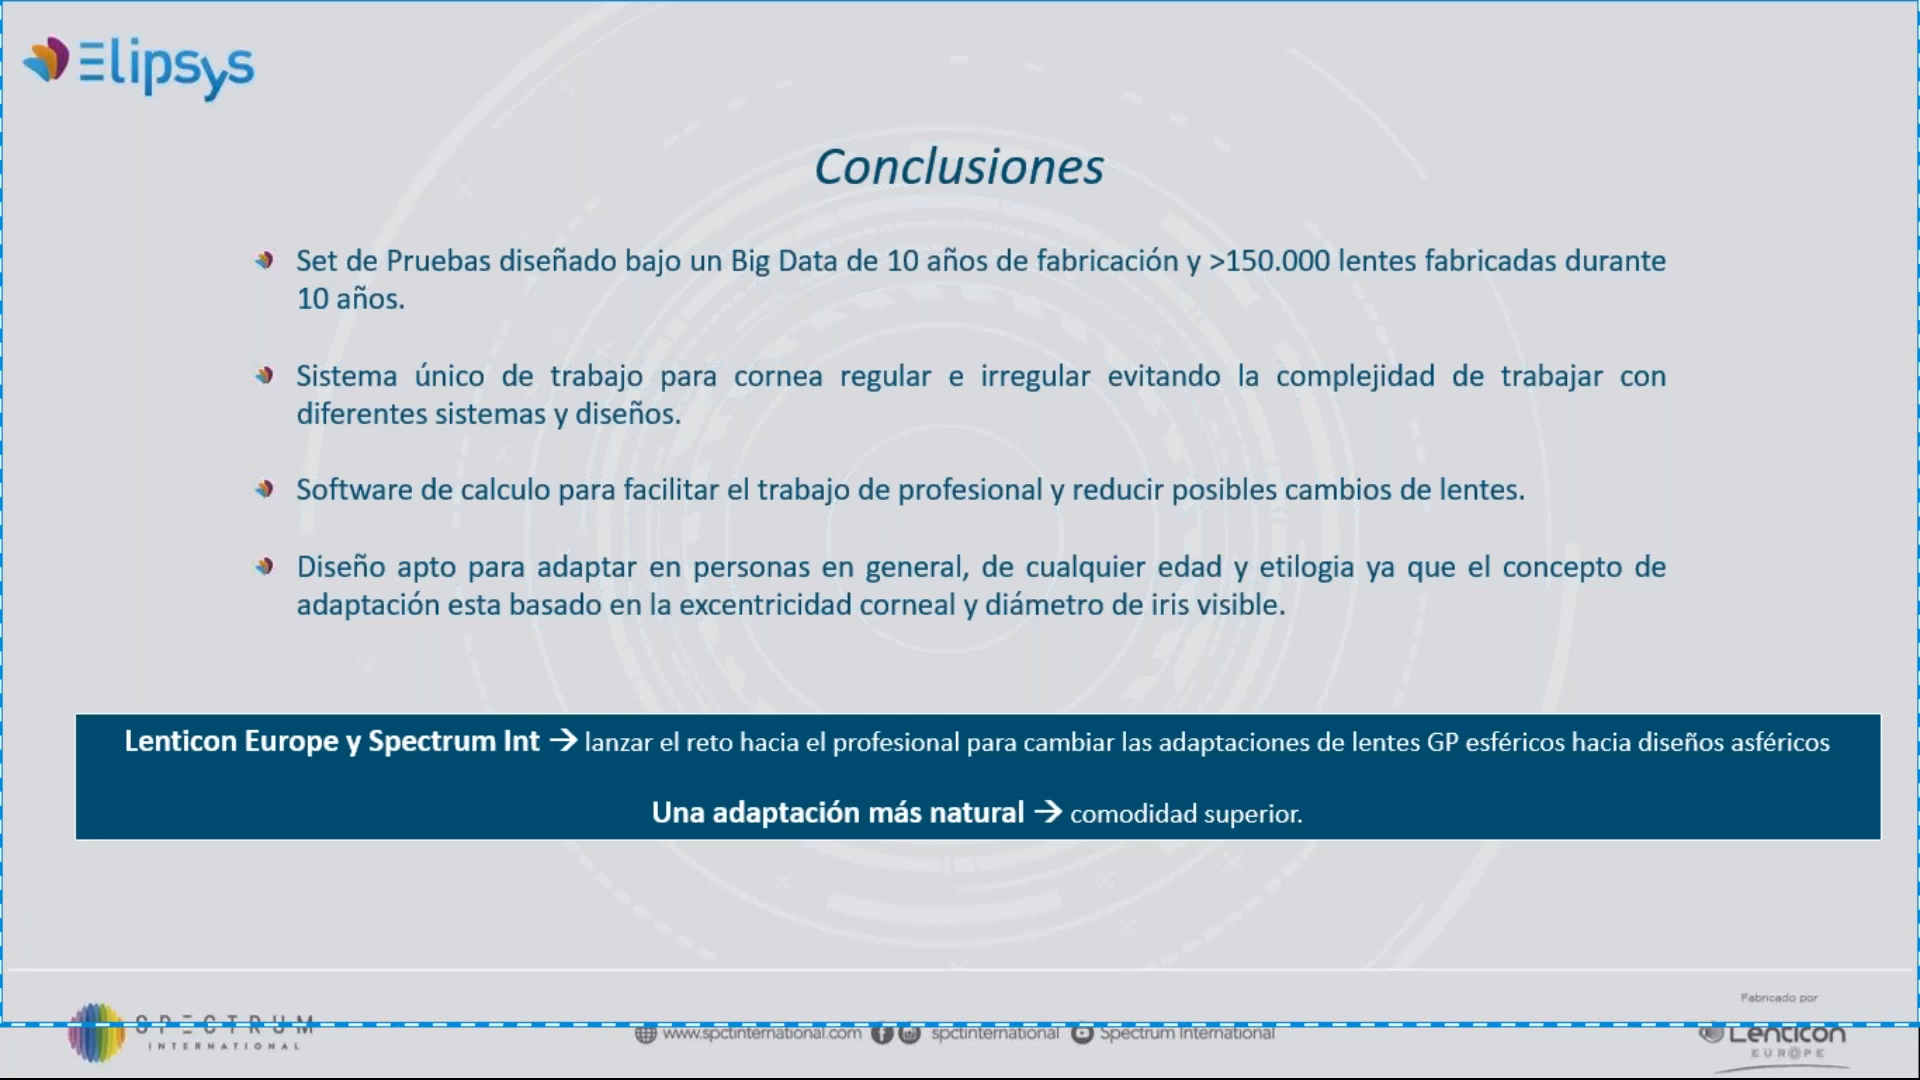 Elipsys
Conclusiones
Set de Pruebas diseñado bajo un Big Data de 10 años de fabricación y >150.000 lentes fabricadas durante
10 años.
Sistema único de trabajo para cornea regular e irregular evitando la complejidad de trabajar con
diferentes sistemas y diseños.
Software de calculo para facilitar el trabajo de profesional y reducir posibles cambios de lentes.
Diseño apto para adaptar en personas en general, de cualquier edad y etilogia ya que el concepto de
adaptación esta basado en la excentricidad corneal y diámetro de iris visible.
Lenticon Europe y Spectrum Int → lanzar el reto hacia el profesional para cambiar las adaptaciones de lentes GP esféricos hacia diseños asféricos
Una adaptación más natural → comodidad superior.
Fabricado por
SPECTRUM
INTERNATIONAL
www.spctinternational.com spctinternational Spectrum International
Lenticon
EUROPE